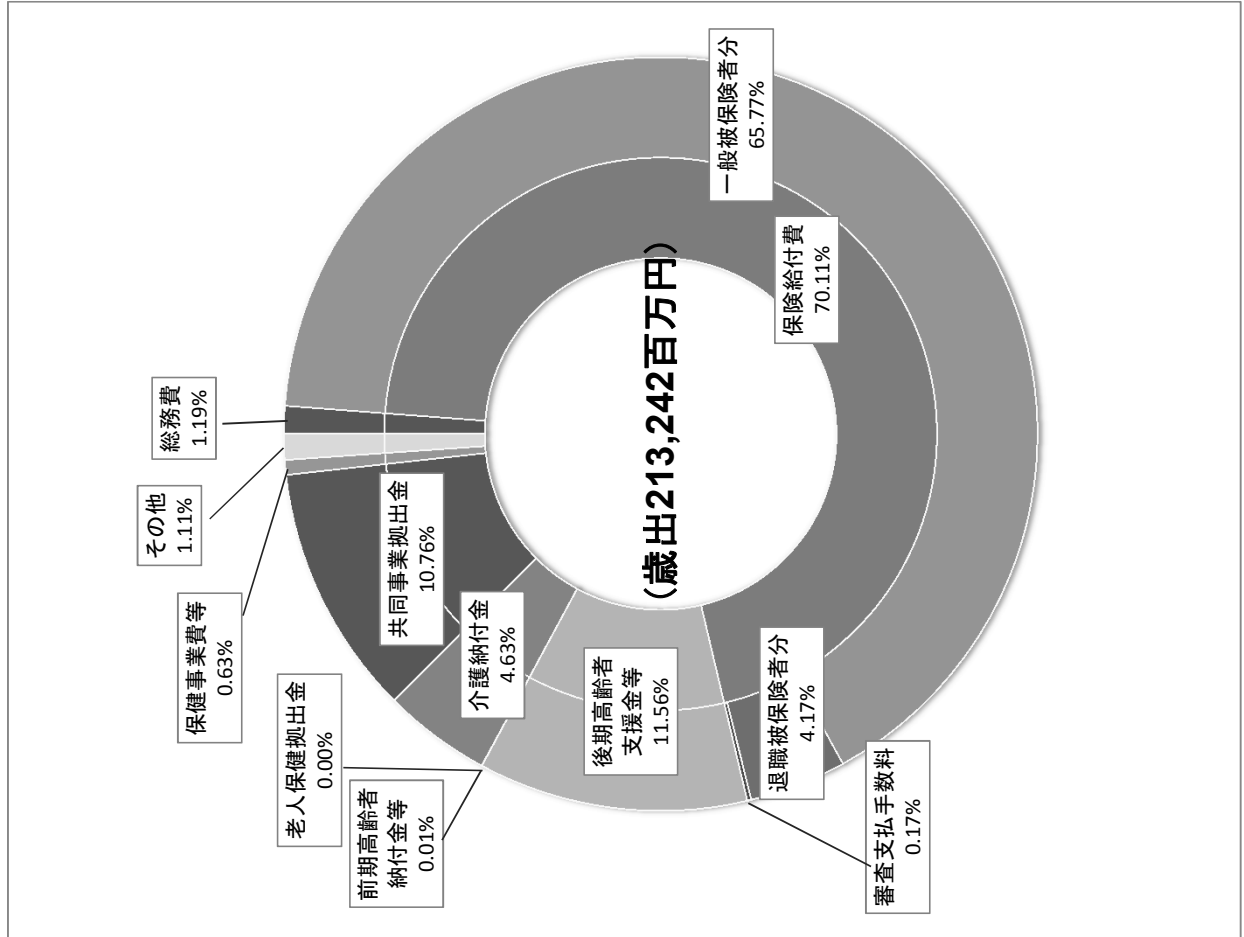 (歳出213,242百万円)
総務費
1.19%
一般被保険者分
65.77%
保険給付費
70.11%
退職被保険者分
4.17%
審査支払手数料
0.17%
後期高齢者
支援金等
11.56%
前期高齢者
納付金等
0.01%
老人保健拠出金
0.00%
介護納付金
4.63%
共同事業拠出金
10.76%
保健事業費等
0.63%
その他
1.11%